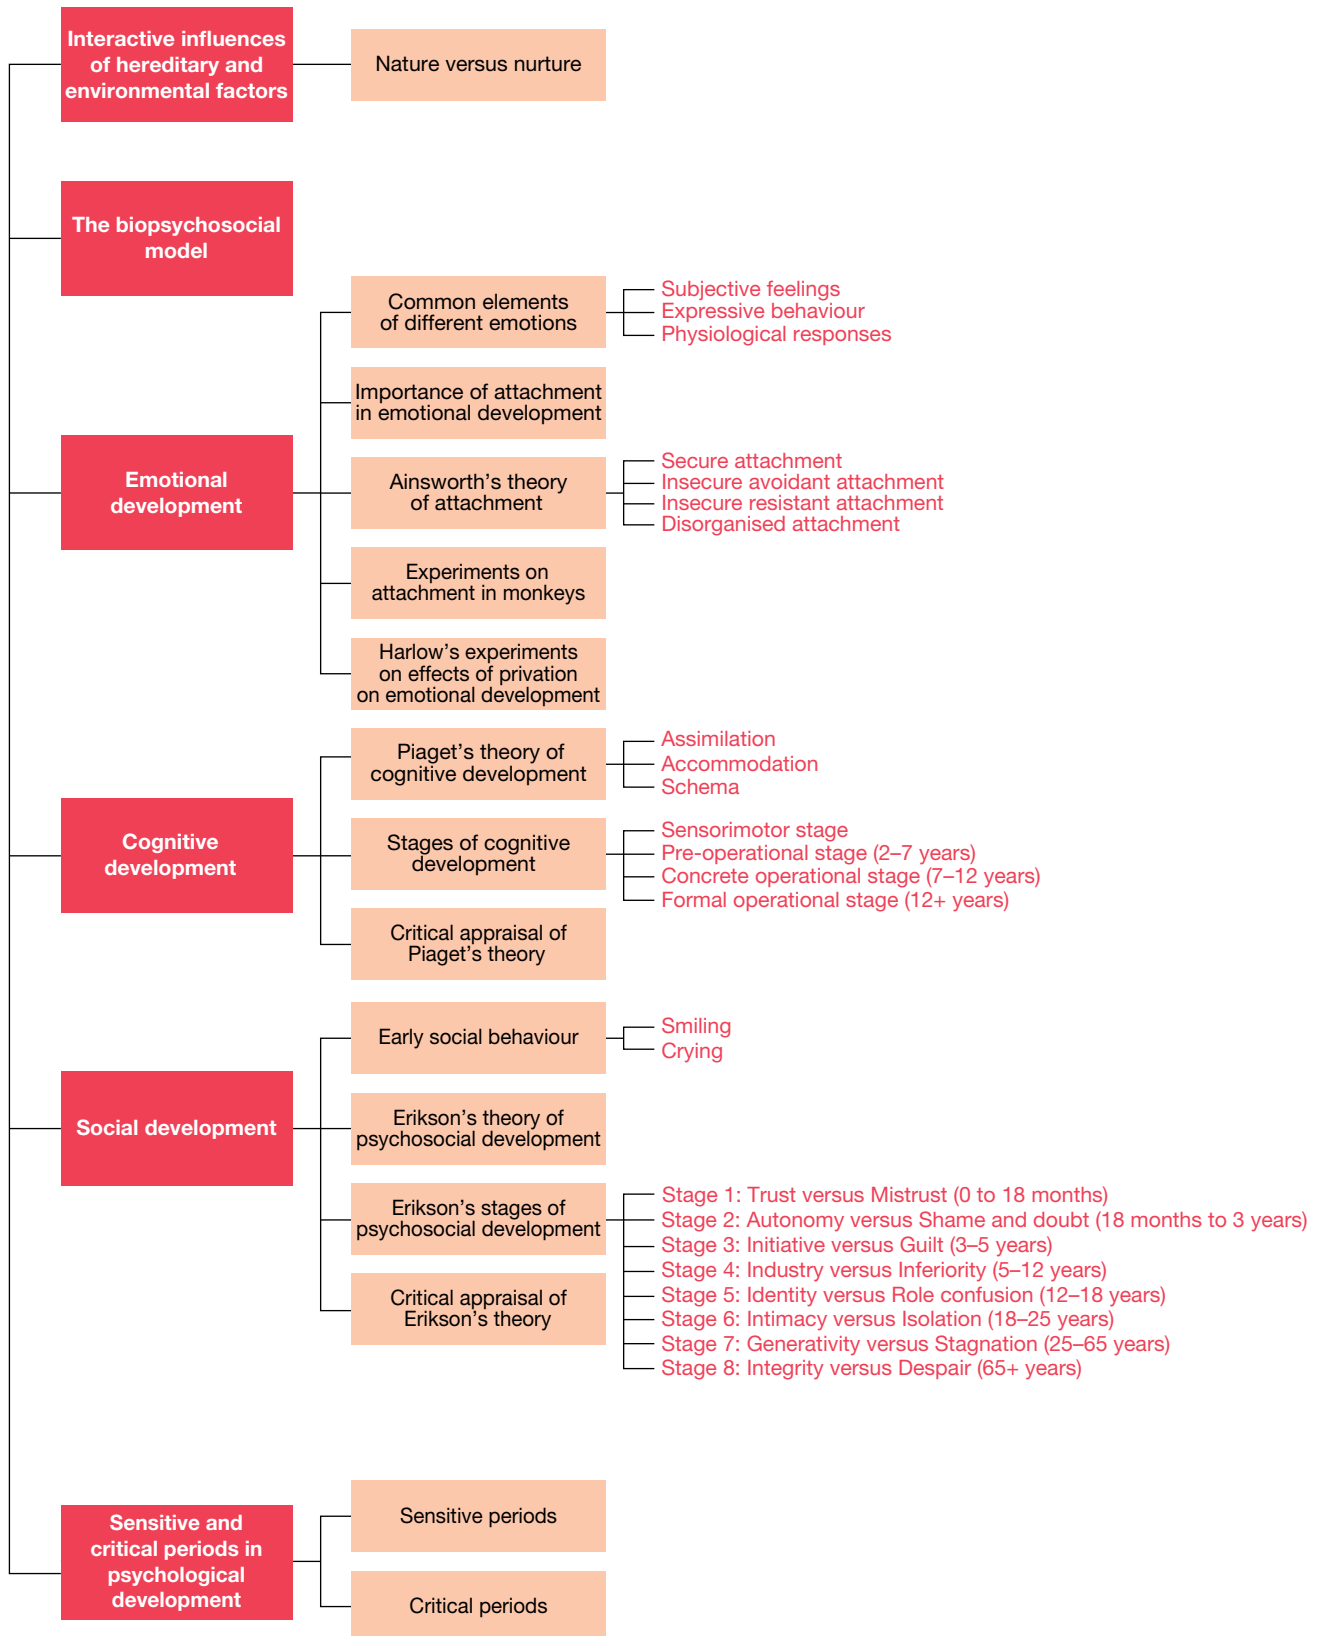 Interactive influences
of hereditary and
environmental factors
Nature versus nurture
The biopsychosocial
model
Emotional
development
Common elements
of different emotions
Subjective feelings
Expressive behaviour
Physiological responses
Importance of attachment
in emotional development
Ainsworth’s theory
of attachment
Secure attachment
Insecure avoidant attachment
Insecure resistant attachment
Disorganised attachment
Experiments on
attachment in monkeys
Harlow’s experiments
on effects of privation
on emotional development
Cognitive
development
Piaget’s theory of
cognitive development
Assimilation
Accommodation
Schema
Stages of cognitive
development
Sensorimotor stage
Pre-operational stage (2–7 years)
Concrete operational stage (7–12 years)
Formal operational stage (12+ years)
Critical appraisal of
Piaget’s theory
Social development
Early social behaviour
Smiling
Crying
Erikson’s theory of
psychosocial development
Erikson’s stages of
psychosocial development
Stage 1: Trust versus Mistrust (0 to 18 months)
Stage 2: Autonomy versus Shame and doubt (18 months to 3 years)
Stage 3: Initiative versus Guilt (3–5 years)
Stage 4: Industry versus Inferiority (5–12 years)
Stage 5: Identity versus Role confusion (12–18 years)
Stage 6: Intimacy versus Isolation (18–25 years)
Stage 7: Generativity versus Stagnation (25–65 years)
Stage 8: Integrity versus Despair (65+ years)
Critical appraisal of
Erikson’s theory
Sensitive and
critical periods in
psychological
development
Sensitive periods
Critical periods